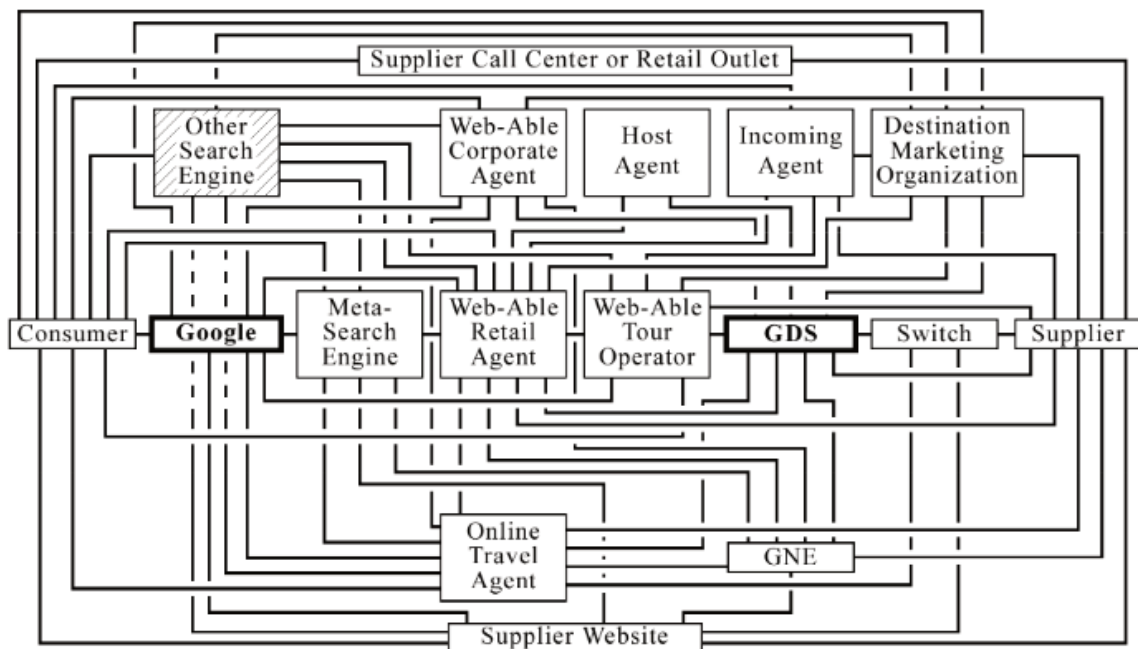 Supplier Call Center or Retail Outlet
Other
Search
Engine
Web-Able
Corporate
Agent
Host
Agent
Incoming
Agent
Destination
Marketing
Organization
Consumer
Google
Meta-
Search
Engine
Web-Able
Retail
Agent
Web-Able
Tour
Operator
GDS
Switch
Supplier
Online
Travel
Agent
GNE
Supplier Website